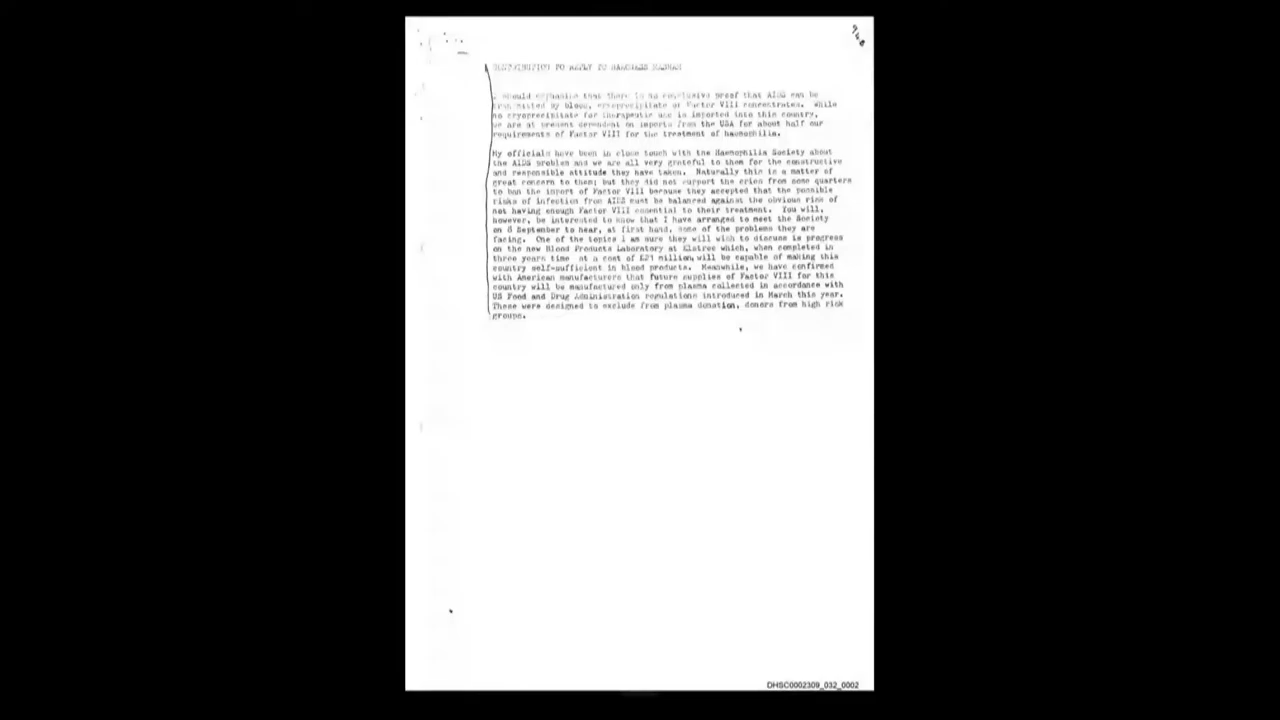 948
CONTRIBUTION TO REPLY TO BARONESS MASHAM
I should emphasise that there is no conclusive proof that AIDS can be
transmitted by blood, cryoprecipitate or Factor VIII concentrates. While
no cryoprecipitate for therapeutic use is imported into this country,
we are at present dependent on imports from the USA for about half our
requirements of Factor VIII for the treatment of haemophilia.
My officials have been in close touch with the Haemophilia Society about
the AIDS problem and we are all very grateful to them for the constructive
and responsible attitude they have taken. Naturally this is a matter of
great concern to them; but they did not support the cries from some quarters
to ban the import of Factor VIII because they accepted that the possible
risks of infection from AIDS must be balanced against the obvious risk of
not having enough Factor VIII essential to their treatment. You will,
however, be interested to know that I have arranged to meet the Society
on 8 September to hear, at first hand, some of the problems they are
facing. One of the topics I am sure they will wish to discuss is progress
on the new Blood Products Laboratory at Elstree which, when completed in
three years time at a cost of £21 million, will be capable of making this
country self-sufficient in blood products. Meanwhile, we have confirmed
with American manufacturers that future supplies of Factor VIII for this
country will be manufactured only from plasma collected in accordance with
US Food and Drug Administration regulations introduced in March this year.
These were designed to exclude from plasma donation, donors from high risk
groups.
DHSC0002309_032_0002